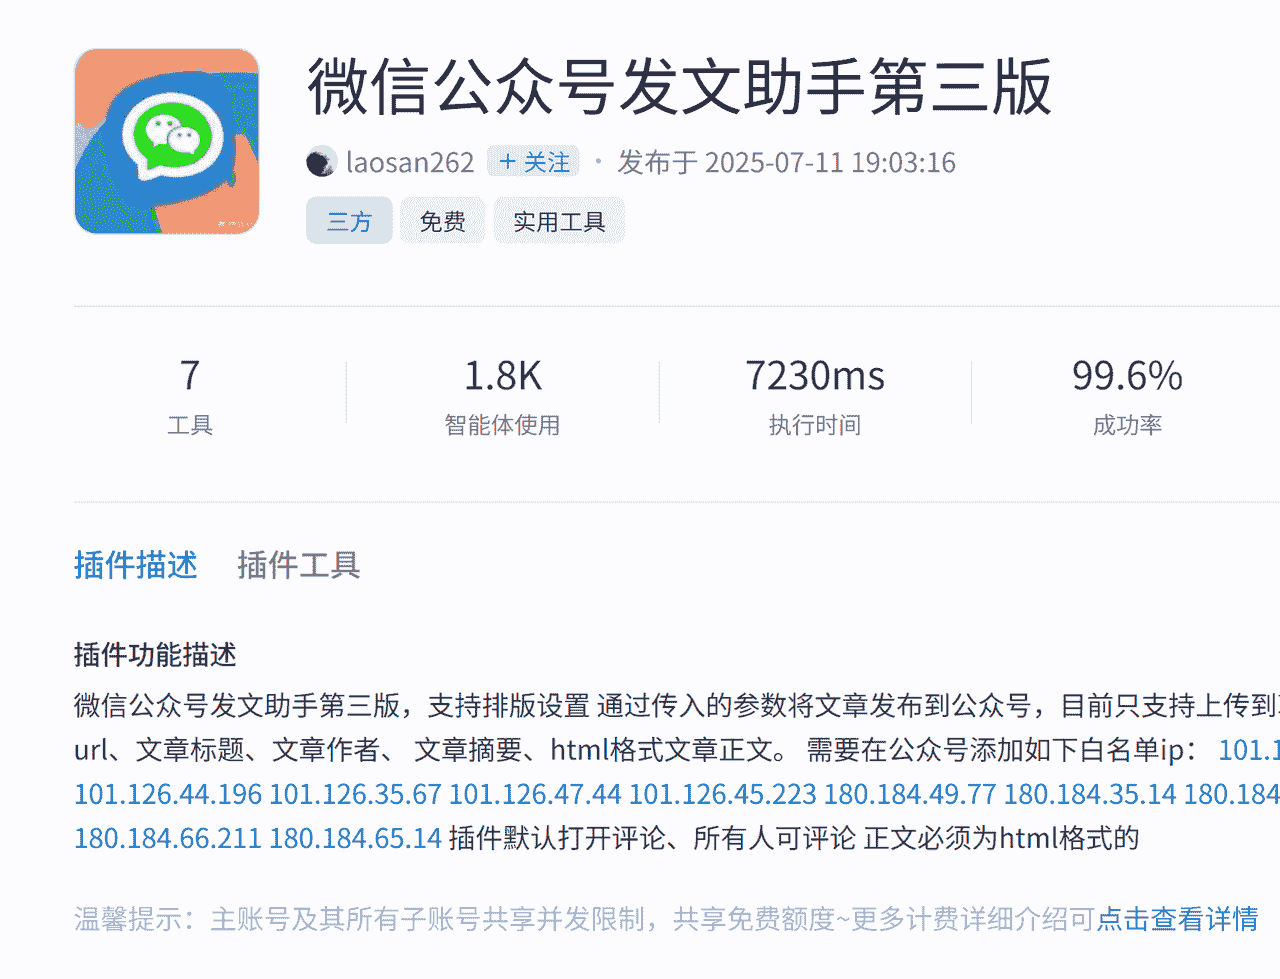 微信公众号发文助手第三版
laosan262 + 关注 • 发布于 2025-07-11 19:03:16
三方 免费 实用工具
7 1.8K 7230ms 99.6%
工具 智能体使用 执行时间 成功率
插件描述 插件工具
插件功能描述
微信公众号发文助手第三版，支持排版设置 通过传入的参数将文章发布到公众号，目前只支持上传到
url、文章标题、文章作者、 文章摘要、html格式文章正文。 需要在公众号添加如下白名单ip： 101.1
101.126.44.196 101.126.35.67 101.126.47.44 101.126.45.223 180.184.49.77 180.184.35.14 180.184
180.184.66.211 180.184.65.14 插件默认打开评论、所有人可评论 正文必须为html格式的
温馨提示：主账号及其所有子账号共享并发限制，共享免费额度~更多计费详细介绍可点击查看详情